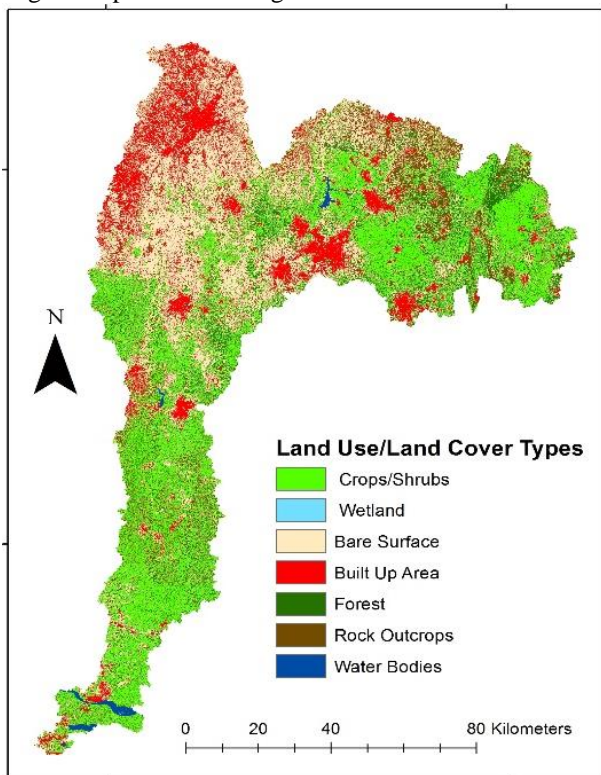 N
Land Use/Land Cover Types
Crops/Shrubs
Wetland
Bare Surface
Built Up Area
Forest
Rock Outcrops
Water Bodies
0 20 40 80 Kilometers